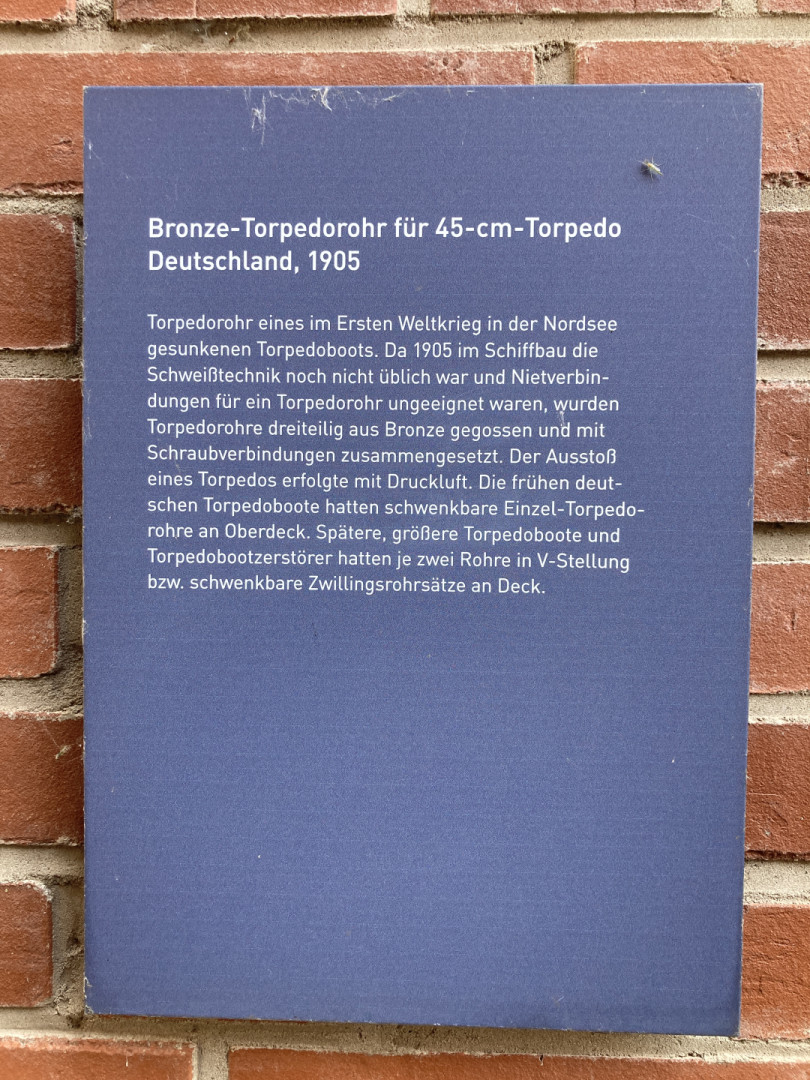 Bronze-Torpedorohr für 45-cm-Torpedo
Deutschland, 1905
Torpedorohr eines im Ersten Weltkrieg in der Nordsee
gesunkenen Torpedoboots. Da 1905 im Schiffbau die
Schweißtechnik noch nicht üblich war und Nietverbin-
dungen für ein Torpedorohr ungeeignet waren, wurden
Torpedorohre dreiteilig aus Bronze gegossen und mit
Schraubverbindungen zusammengesetzt. Der Ausstoß
eines Torpedos erfolgte mit Druckluft. Die frühen deut-
schen Torpedoboote hatten schwenkbare Einzel-Torpedo-
rohre an Oberdeck. Spätere, größere Torpedoboote und
Torpedobootzerstörer hatten je zwei Rohre in V-Stellung
bzw. schwenkbare Zwillingsrohrsätze an Deck.